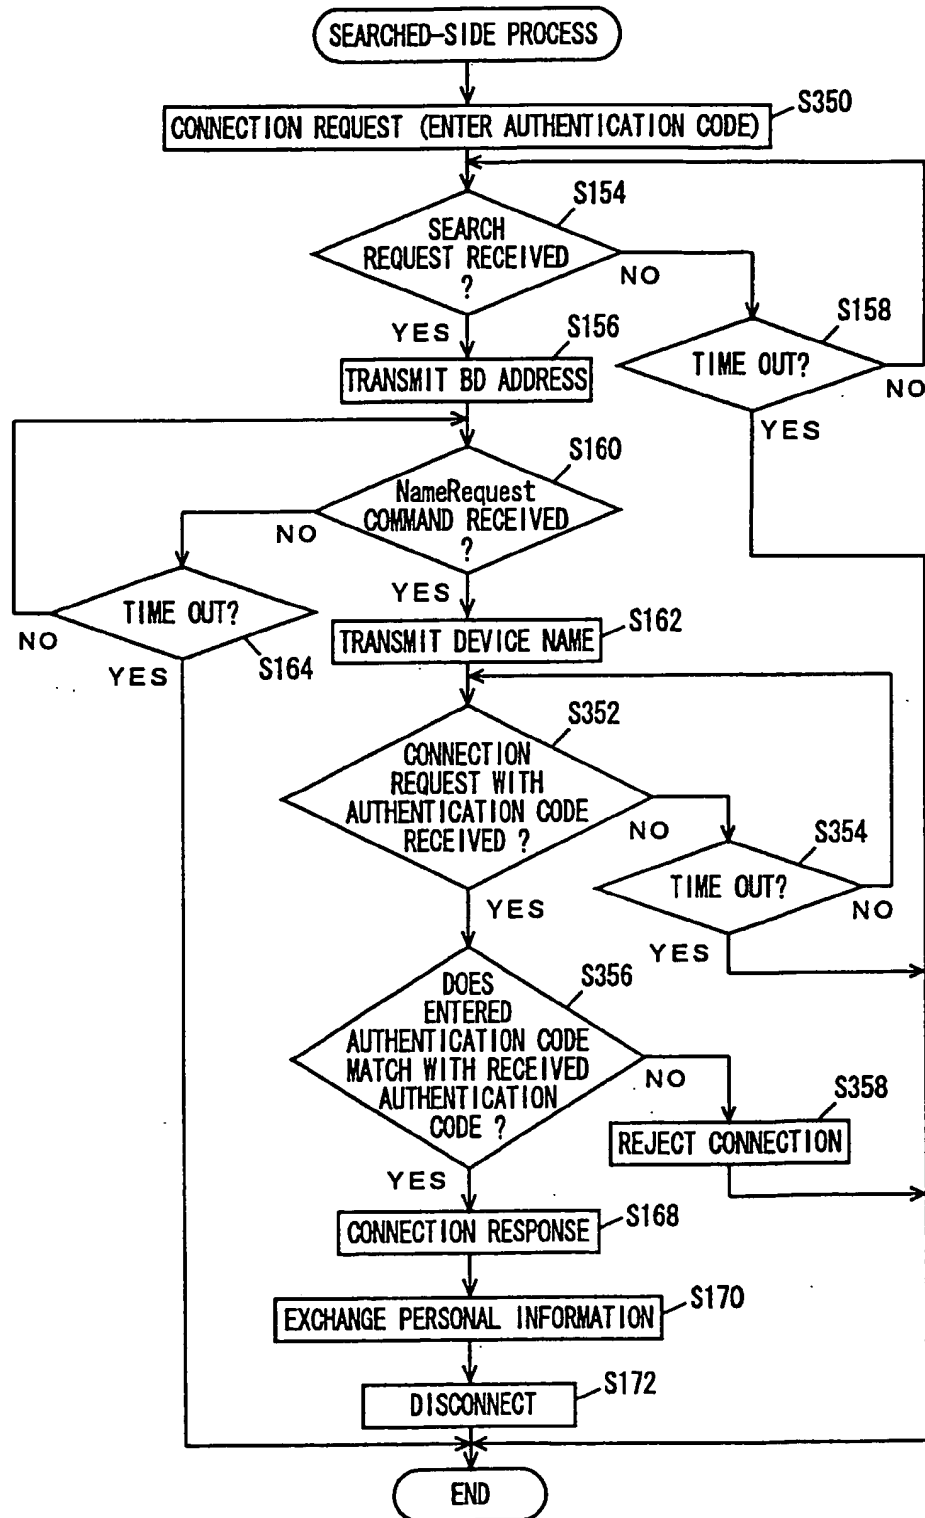 SEARCHED-SIDE PROCESS
S350
CONNECTION REQUEST (ENTER AUTHENTICATION CODE)
S154
SEARCH
REQUEST RECEIVED
?
NO
YES
S156
TRANSMIT BD ADDRESS
S158
TIME OUT?
NO
YES
S160
NameRequest
COMMAND RECEIVED
?
NO
YES
TIME OUT?
NO
YES
S164
S162
TRANSMIT DEVICE NAME
S352
CONNECTION
REQUEST WITH
AUTHENTICATION CODE
RECEIVED ?
NO
YES
S354
TIME OUT?
NO
YES
S356
DOES
ENTERED
AUTHENTICATION CODE
MATCH WITH RECEIVED
AUTHENTICATION
CODE ?
NO
YES
S358
REJECT CONNECTION
S168
CONNECTION RESPONSE
S170
EXCHANGE PERSONAL INFORMATION
S172
DISCONNECT
END